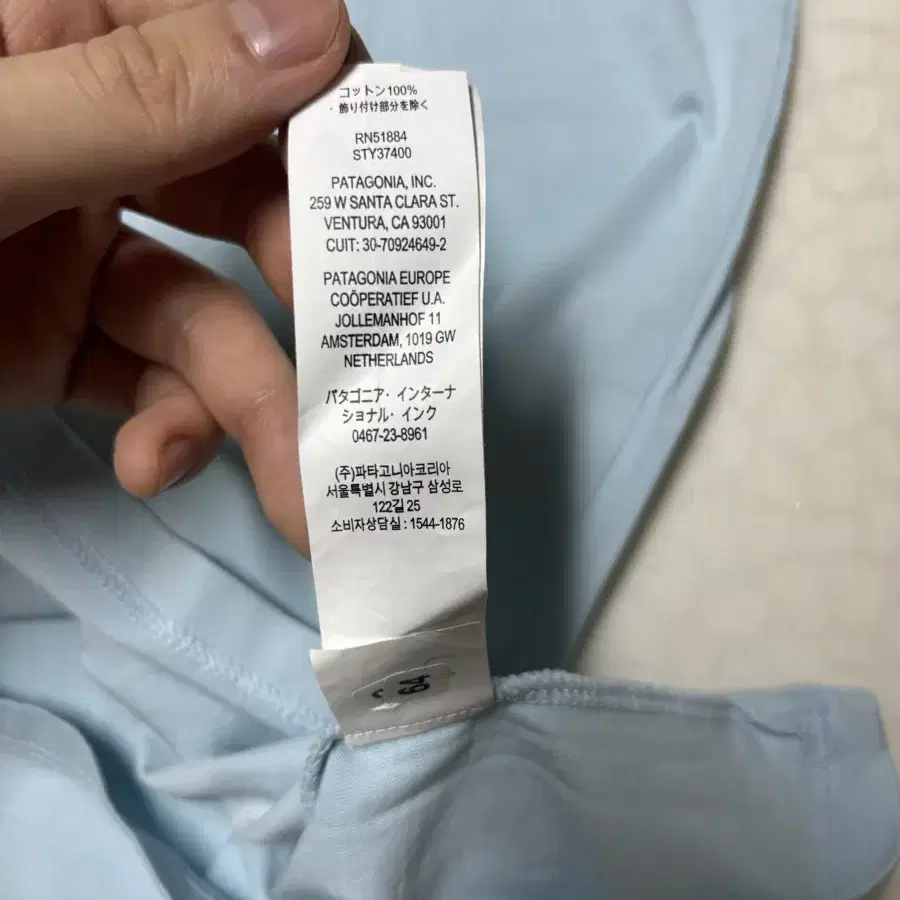 コットン100%
・飾り付け部分を除く
RN51884
STY37400
PATAGONIA, INC.
259 W SANTA CLARA ST.
VENTURA, CA 93001
CUIT: 30-70924649-2
PATAGONIA EUROPE
COÖPERATIEF U.A.
JOLLEMANHOF 11
AMSTERDAM, 1019 GW
NETHERLANDS
パタゴニア・インターナ
ショナル・インク
0467-23-8961
(주)파타고니아코리아
서울특별시 강남구 삼성로
122길 25
소비자상담실 : 1544-1876
64